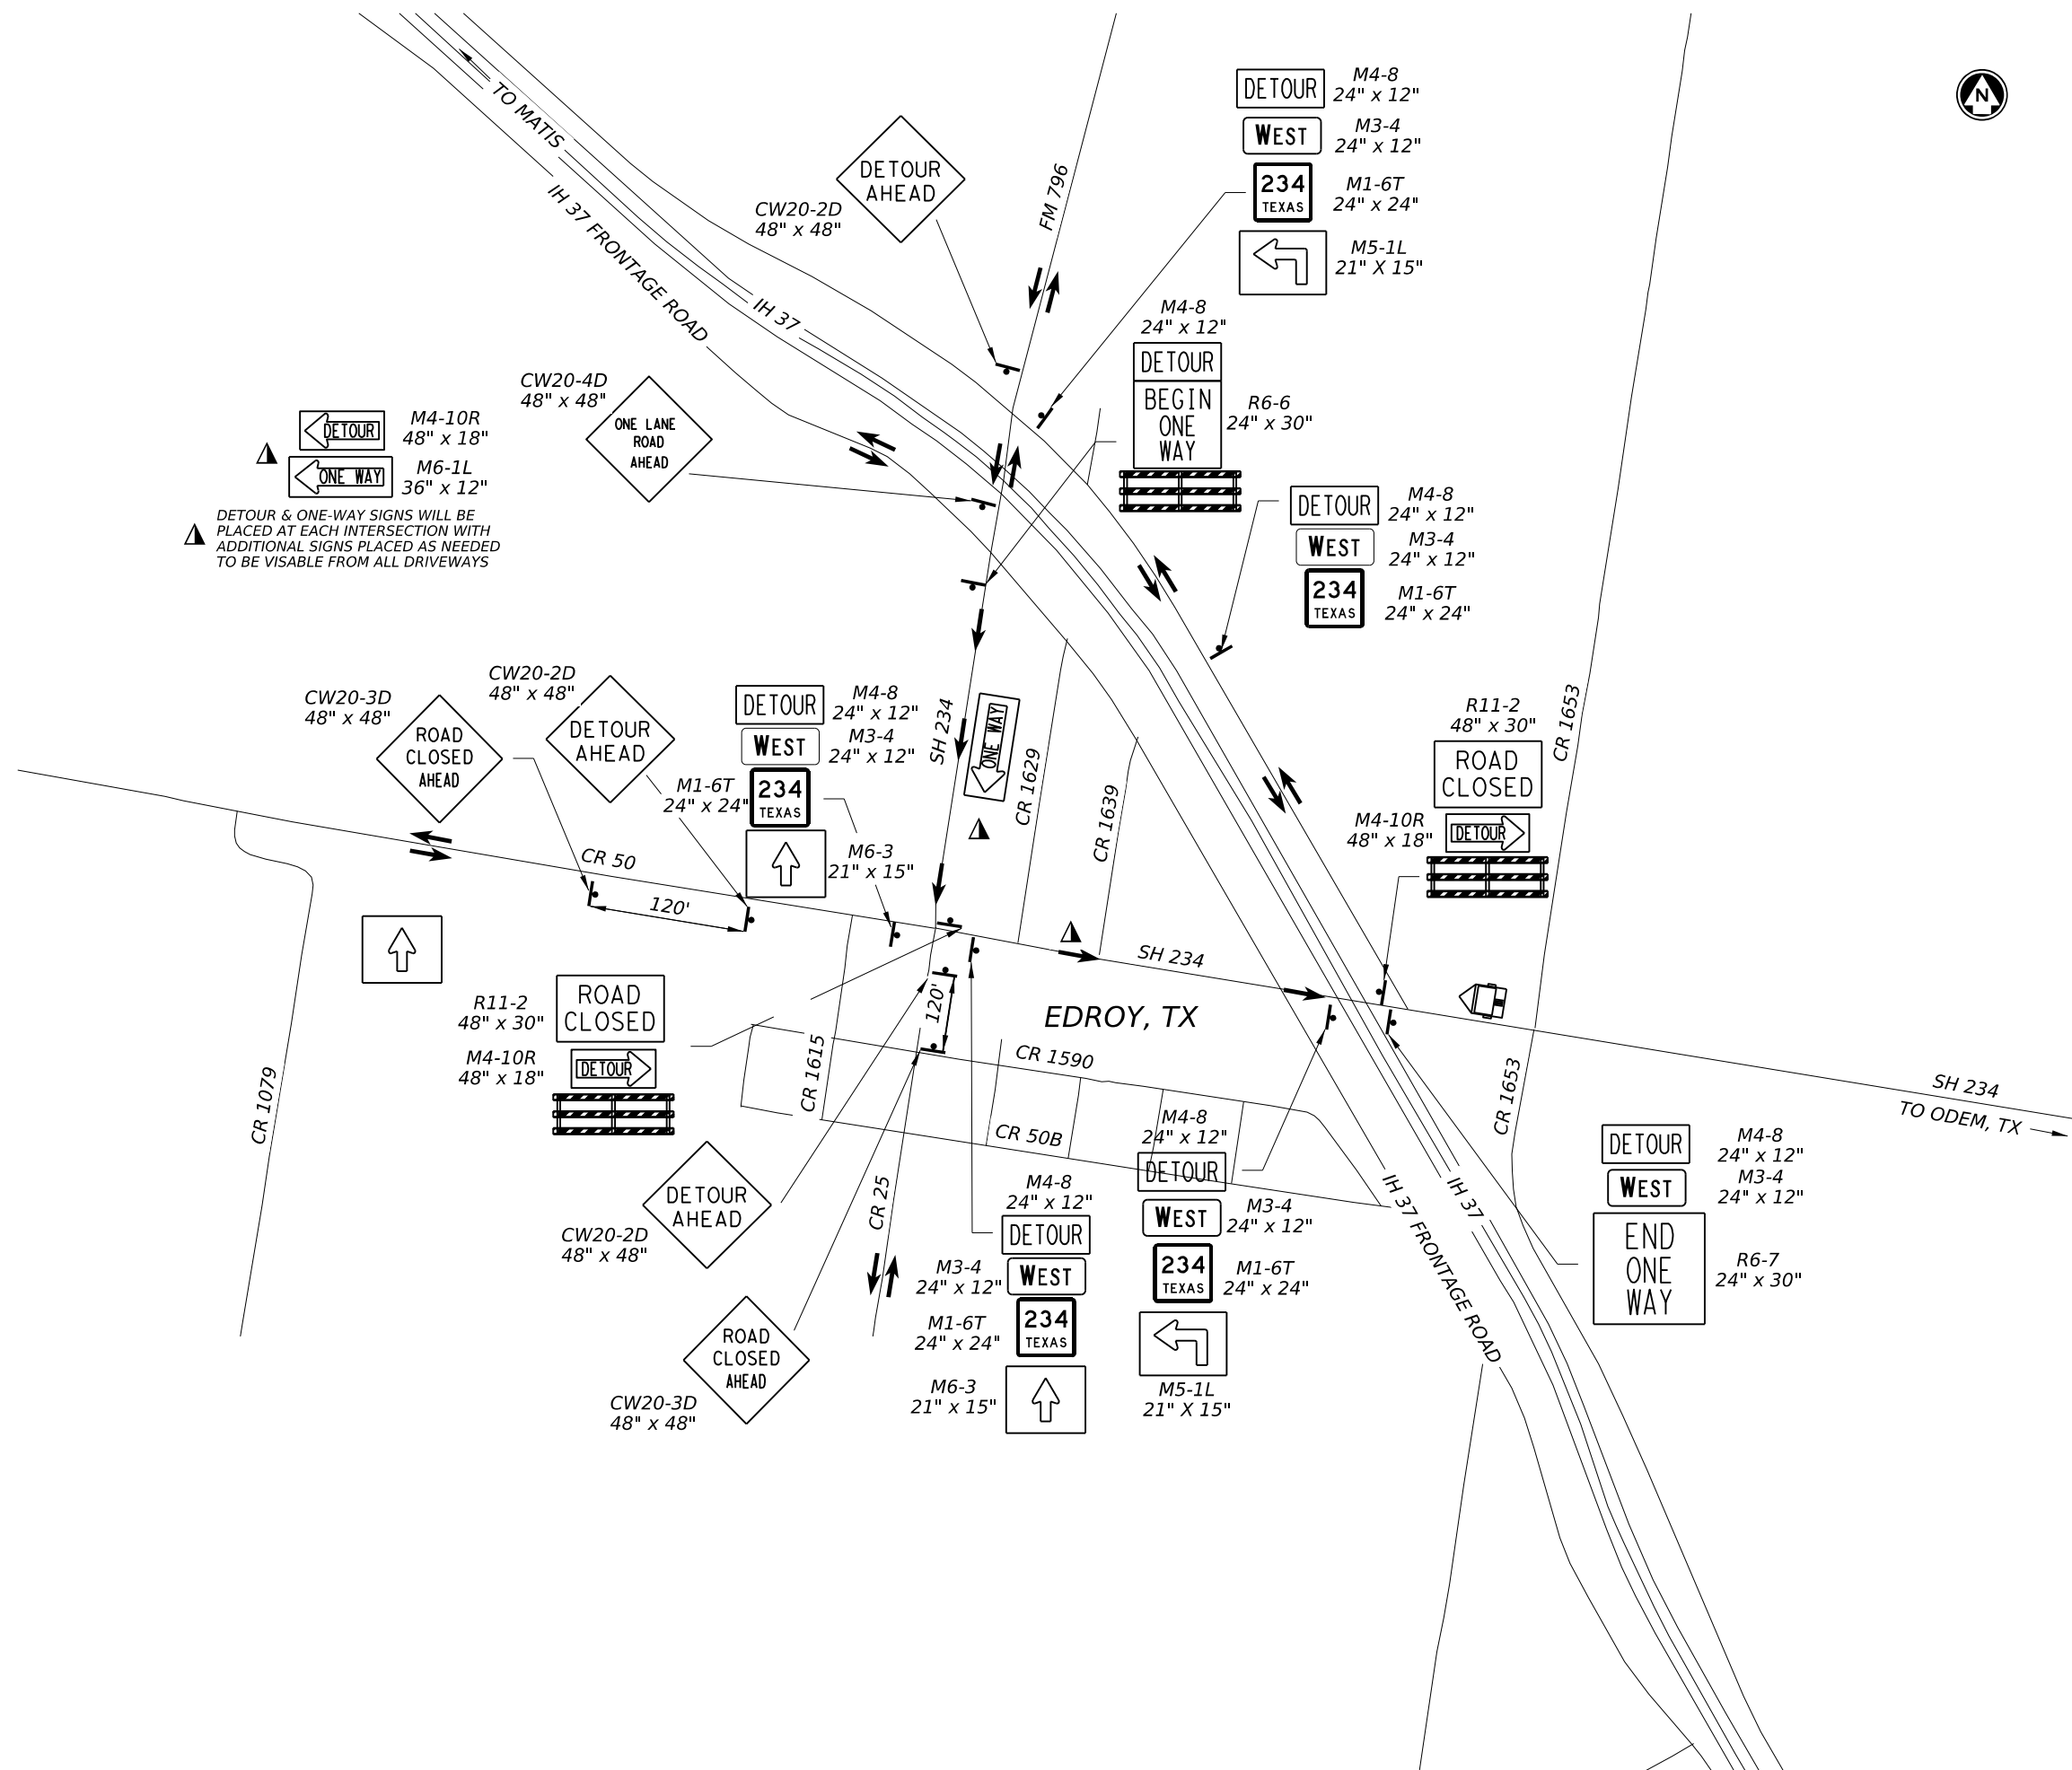 TO MATIS
IH 37 FRONTAGE ROAD
IH 37
FM 796
N
DETOUR
AHEAD
CW20-2D
48" x 48"
DETOUR
M4-8
24" x 12"
WEST
M3-4
24" x 12"
234
TEXAS
M1-6T
24" x 24"
M5-1L
21" X 15"
M4-8
24" x 12"
DETOUR
BEGIN
ONE
WAY
R6-6
24" x 30"
CW20-4D
48" x 48"
ONE LANE
ROAD
AHEAD
DETOUR
M4-10R
48" x 18"
ONE WAY
M6-1L
36" x 12"
DETOUR & ONE-WAY SIGNS WILL BE
PLACED AT EACH INTERSECTION WITH
ADDITIONAL SIGNS PLACED AS NEEDED
TO BE VISABLE FROM ALL DRIVEWAYS
DETOUR
M4-8
24" x 12"
WEST
M3-4
24" x 12"
234
TEXAS
M1-6T
24" x 24"
CW20-3D
48" x 48"
ROAD
CLOSED
AHEAD
CW20-2D
48" x 48"
DETOUR
AHEAD
DETOUR
M4-8
24" x 12"
WEST
M3-4
24" x 12"
M1-6T
24" x 24"
234
TEXAS
M6-3
21" x 15"
SH 234
ONE WAY
CR 1629
CR 1639
CR 1653
R11-2
48" x 30"
ROAD
CLOSED
M4-10R
48" x 18"
DETOUR
CR 50
120'
SH 234
EDROY, TX
R11-2
48" x 30"
ROAD
CLOSED
M4-10R
48" x 18"
DETOUR
CR 1079
CR 1615
120'
CR 1590
CR 50B
CR 25
CR 1653
SH 234
TO ODEM, TX
DETOUR
AHEAD
CW20-2D
48" x 48"
ROAD
CLOSED
AHEAD
CW20-3D
48" x 48"
M4-8
24" x 12"
DETOUR
M3-4
24" x 12"
WEST
M1-6T
24" x 24"
234
TEXAS
M6-3
21" x 15"
M4-8
24" x 12"
DETOUR
WEST
M3-4
24" x 12"
234
TEXAS
M1-6T
24" x 24"
M5-1L
21" X 15"
IH 37 FRONTAGE ROAD
IH 37
DETOUR
M4-8
24" x 12"
WEST
M3-4
24" x 12"
END
ONE
WAY
R6-7
24" x 30"